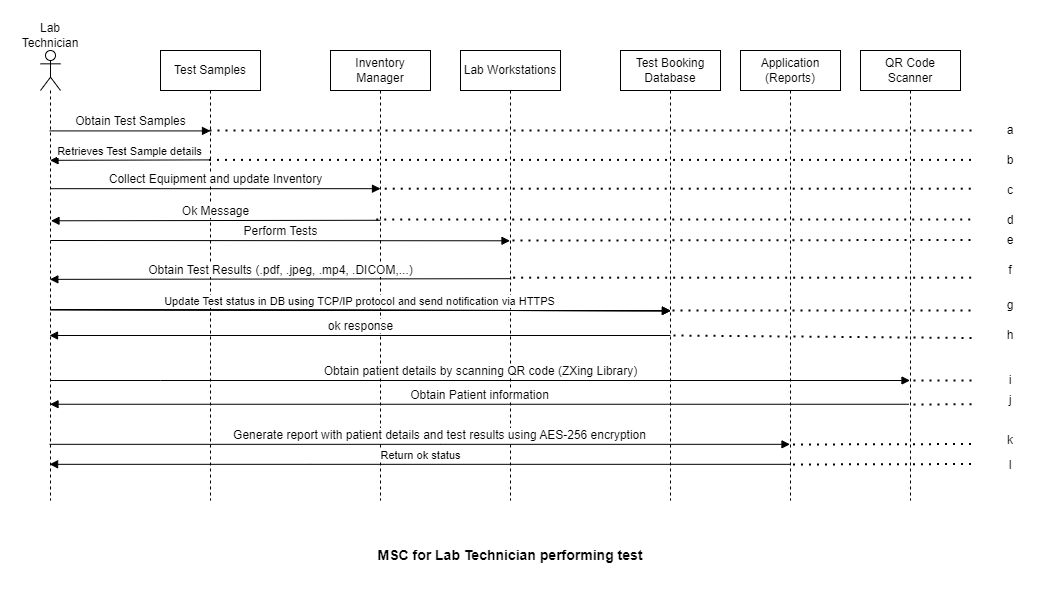 Lab
Technician
Test Samples
Inventory
Manager
Lab Workstations
Test Booking
Database
Application
(Reports)
QR Code
Scanner
Obtain Test Samples
a
Retrieves Test Sample details
b
Collect Equipment and update Inventory
c
Ok Message
d
Perform Tests
e
Obtain Test Results (.pdf, .jpeg, .mp4, .DICOM,...)
f
Update Test status in DB using TCP/IP protocol and send notification via HTTPS
g
ok response
h
Obtain patient details by scanning QR code (ZXing Library)
i
Obtain Patient information
j
Generate report with patient details and test results using AES-256 encryption
k
Return ok status
l
MSC for Lab Technician performing test